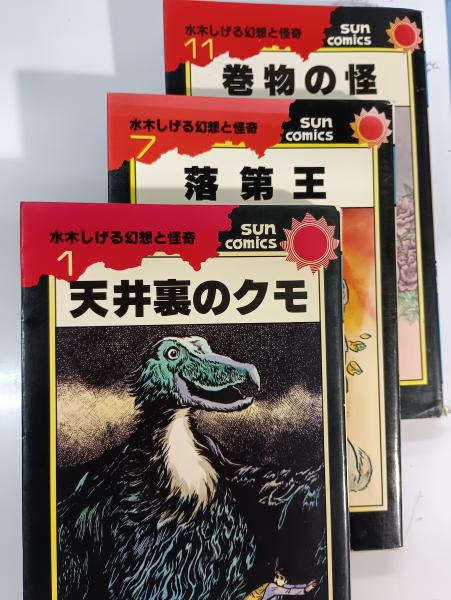 水木しげる幻想と怪奇
11
sun
comics
巻物の怪
水木しげる幻想と怪奇
7
sun
comics
落第王
水木しげる幻想と怪奇
1
sun
comics
天井裏のクモ